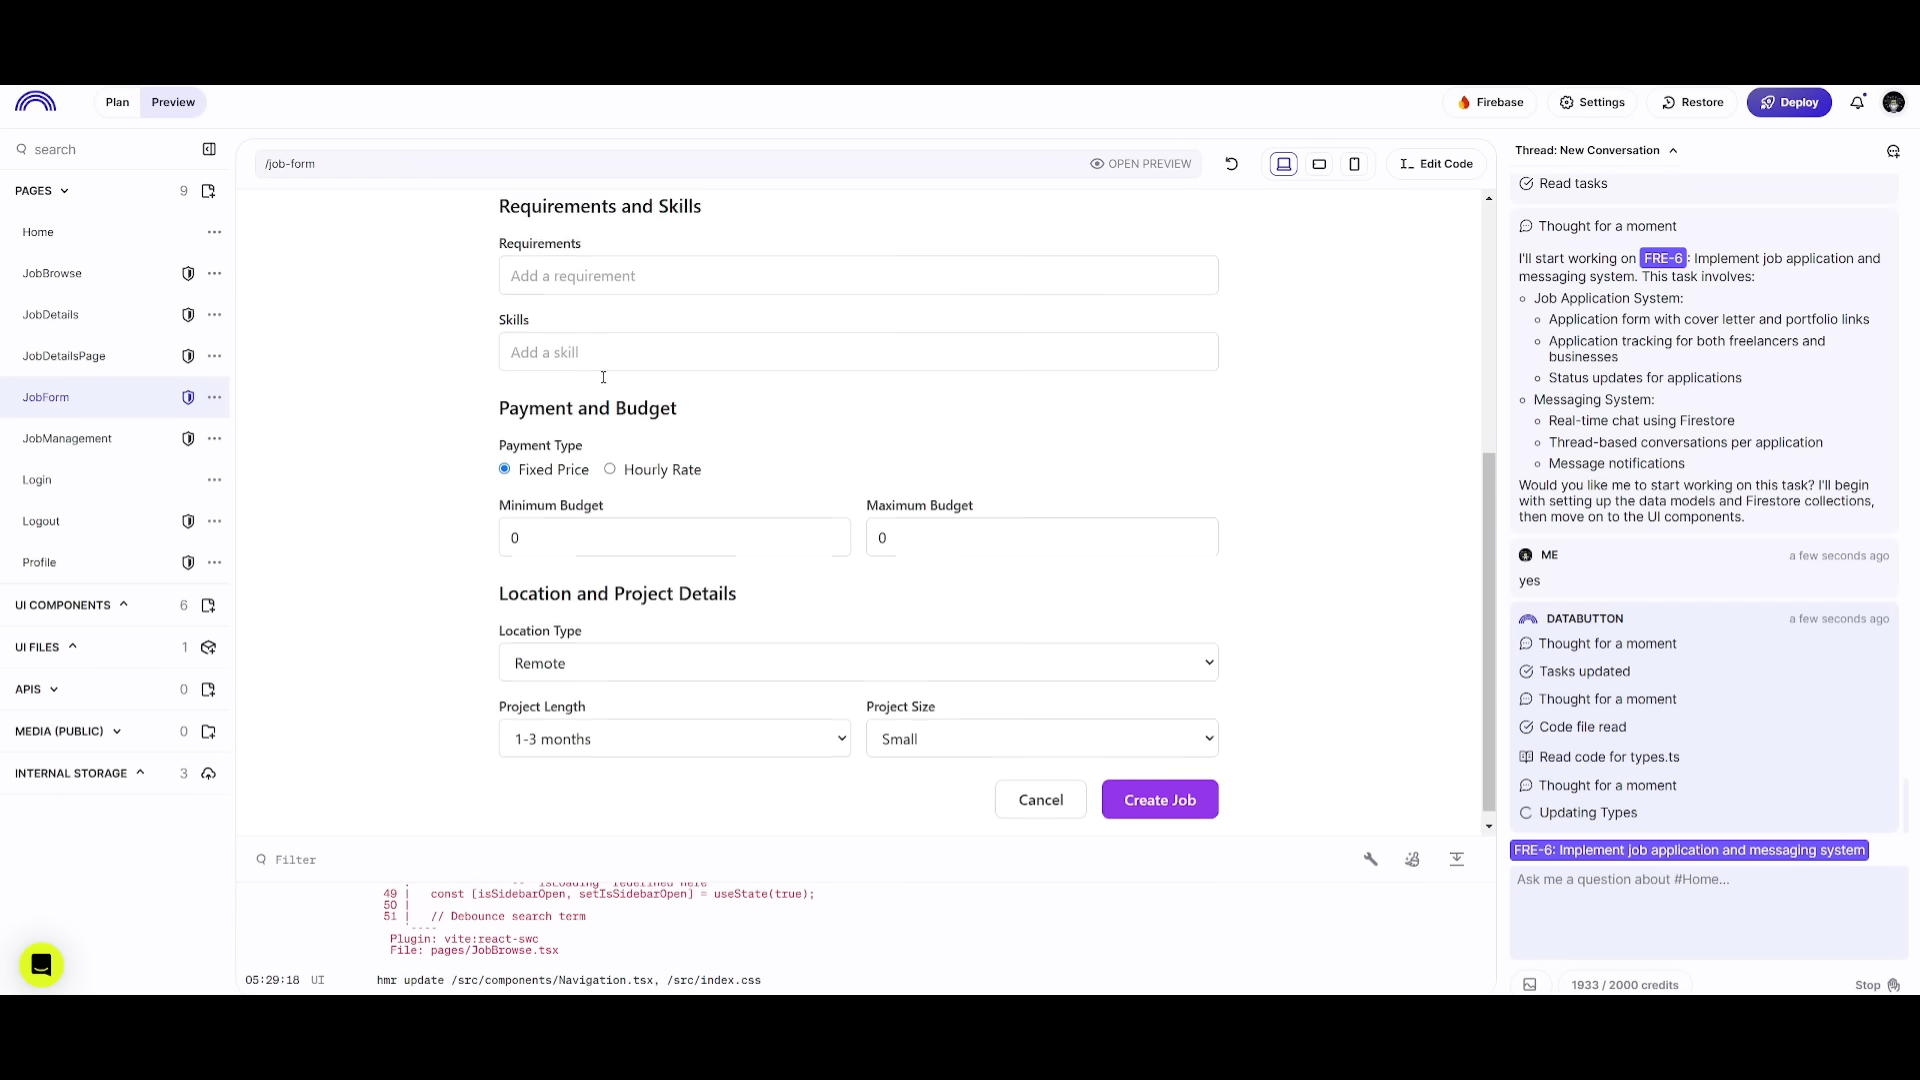 Plan
Preview
Firebase
Settings
Restore
Deploy
search
PAGES
9
Home
JobBrowse
JobDetails
JobDetailsPage
JobForm
JobManagement
Login
Logout
Profile
UI COMPONENTS
6
UI FILES
1
APIS
0
MEDIA (PUBLIC)
0
INTERNAL STORAGE
3
/job-form
OPEN PREVIEW
Edit Code
Requirements and Skills
Requirements
Add a requirement
Skills
Add a skill
Payment and Budget
Payment Type
Fixed Price
Hourly Rate
Minimum Budget
Maximum Budget
0
0
Location and Project Details
Location Type
Remote
Project Length
Project Size
1-3 months
Small
Cancel
Create Job
Filter
`isLoading` redefined here
49 | const [isSidebarOpen, setIsSidebarOpen] = useState(true);
50 |
51 | // Debounce search term
`----
Plugin: vite:react-swc
File: pages/JobBrowse.tsx
05:29:18 UI hmr update /src/components/Navigation.tsx, /src/index.css
Thread: New Conversation
Read tasks
Thought for a moment
I'll start working on FRE-6 : Implement job application and
messaging system. This task involves:
Job Application System:
Application form with cover letter and portfolio links
Application tracking for both freelancers and
businesses
Status updates for applications
Messaging System:
Real-time chat using Firestore
Thread-based conversations per application
Message notifications
Would you like me to start working on this task? I'll begin
with setting up the data models and Firestore collections,
then move on to the UI components.
ME
a few seconds ago
yes
DATABUTTON
a few seconds ago
Thought for a moment
Tasks updated
Thought for a moment
Code file read
Read code for types.ts
Thought for a moment
Updating Types
FRE-6: Implement job application and messaging system
Ask me a question about #Home...
1933 / 2000 credits
Stop